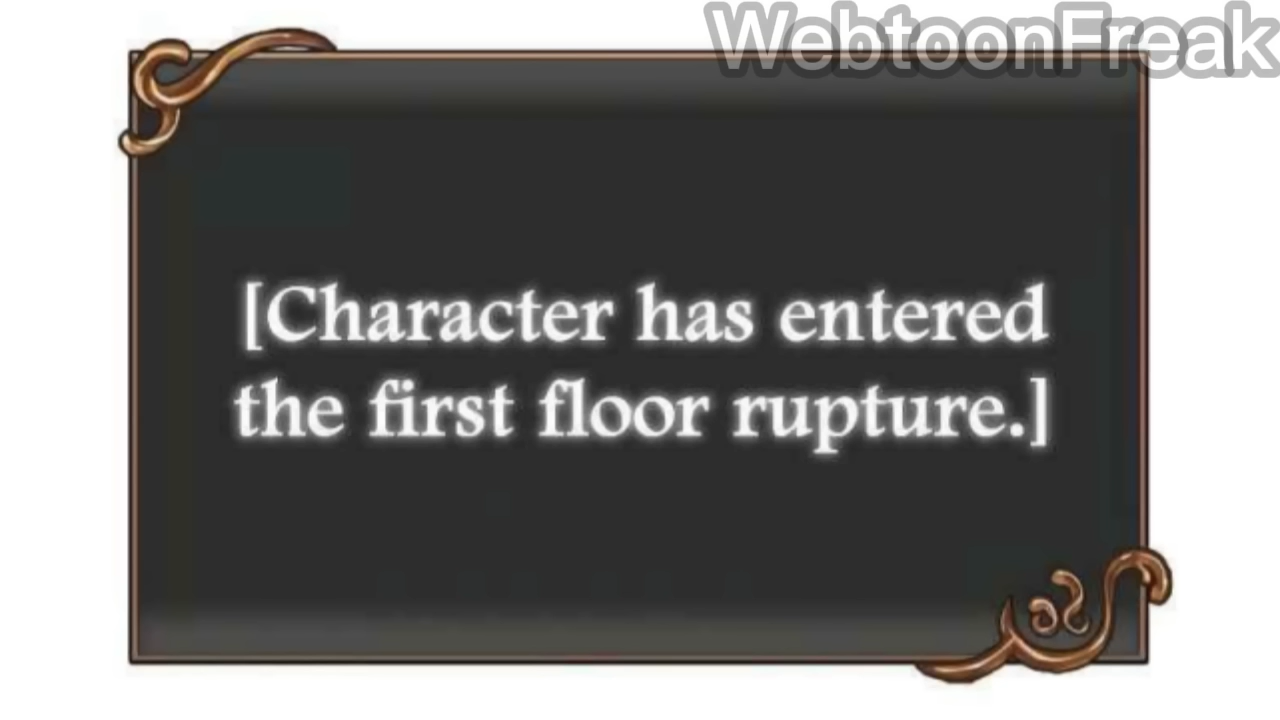 WebtoonFreak
[Character has entered
the first floor rupture.]